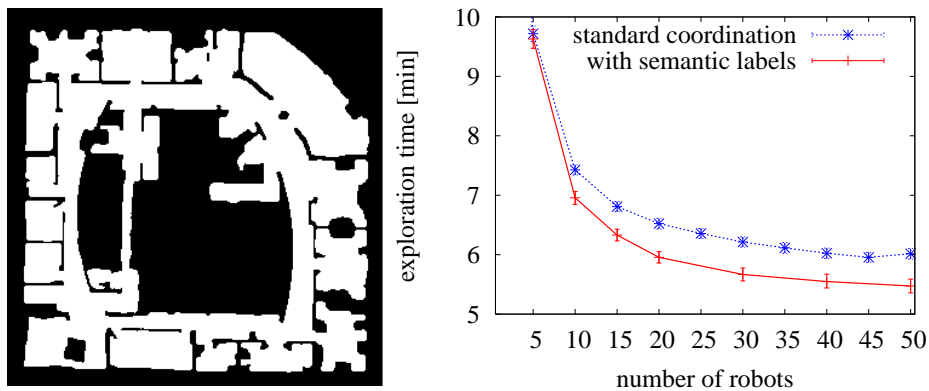 10
9
8
7
6
5
exploration time [min]
standard coordination
with semantic labels
5 10 15 20 25 30 35 40 45 50
number of robots